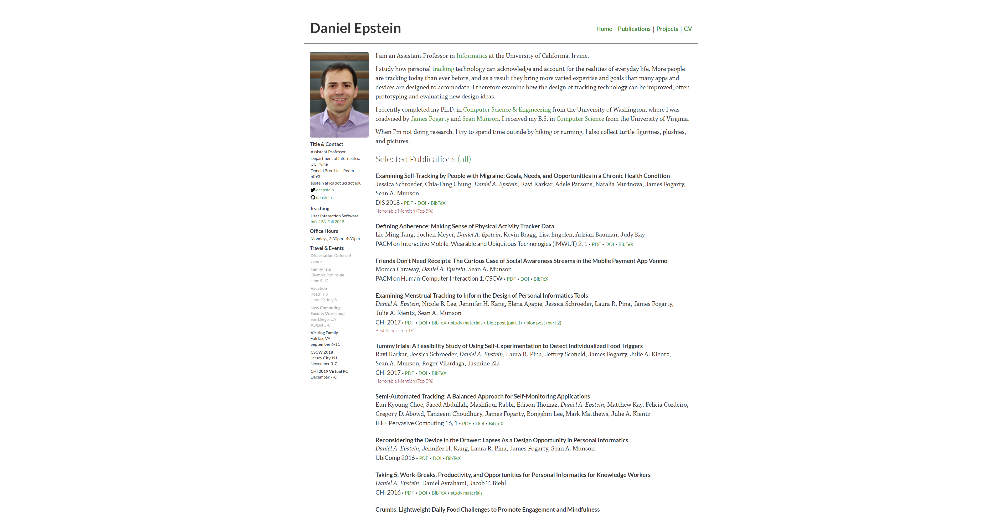 Daniel Epstein
Home | Publications | Projects | CV
I am an Assistant Professor in Informatics at the University of California, Irvine.
I study how personal tracking technology can acknowledge and account for the realities of everyday life. More people
are tracking today than ever before, and as a result they bring more varied expertise and goals than many apps and
devices are designed to accomodate. I therefore examine how the design of tracking technology can be improved, often
prototyping and evaluating new design ideas.
I recently completed my Ph.D. in Computer Science & Engineering from the University of Washington, where I was
coadvised by James Fogarty and Sean Munson. I received my B.S. in Computer Science from the University of Virginia.
When I'm not doing research, I try to spend time outside by hiking or running. I also collect turtle figurines, plushies,
and pictures.
Title & Contact
Assistant Professor
Department of Informatics,
UC Irvine
Donald Bren Hall, Room
6093
epstein at ics dot uci dot edu
daepstein
depstein
Teaching
User Interaction Software
Infx 133, Fall 2018
Office Hours
Mondays, 3:30pm - 4:30pm
Travel & Events
Dissertation Defense!
June 7
Family Trip
Olympic Peninsula
June 9-12
Vacation
Road Trip
June 29-July 8
New Computing
Faculty Workshop
San Diego, CA
August 5-8
Visiting Family
Fairfax, VA
September 6-11
CSCW 2018
Jersey City, NJ
November 3-7
CHI 2019 Virtual PC
December 7-8
Selected Publications (all)
Examining Self-Tracking by People with Migraine: Goals, Needs, and Opportunities in a Chronic Health Condition
Jessica Schroeder, Chia-Fang Chung, Daniel A. Epstein, Ravi Karkar, Adele Parsons, Natalia Murinova, James Fogarty,
Sean A. Munson
DIS 2018 • PDF • DOI • BibTeX
Honorable Mention (Top 5%)
Defining Adherence: Making Sense of Physical Activity Tracker Data
Lie Ming Tang, Jochen Meyer, Daniel A. Epstein, Kevin Bragg, Lisa Engelen, Adrian Bauman, Judy Kay
PACM on Interactive Mobile, Wearable and Ubiquitous Technologies (IMWUT) 2, 1 • PDF • DOI • BibTeX
Friends Don’t Need Receipts: The Curious Case of Social Awareness Streams in the Mobile Payment App Venmo
Monica Caraway, Daniel A. Epstein, Sean A. Munson
PACM on Human-Computer Interaction 1, CSCW • PDF • DOI • BibTeX
Examining Menstrual Tracking to Inform the Design of Personal Informatics Tools
Daniel A. Epstein, Nicole B. Lee, Jennifer H. Kang, Elena Agapie, Jessica Schroeder, Laura R. Pina, James Fogarty,
Julie A. Kientz, Sean A. Munson
CHI 2017 • PDF • DOI • BibTeX • study materials • blog post (part 1) • blog post (part 2)
Best Paper (Top 1%)
TummyTrials: A Feasibility Study of Using Self-Experimentation to Detect Individualized Food Triggers
Ravi Karkar, Jessica Schroeder, Daniel A. Epstein, Laura R. Pina, Jeffrey Scofield, James Fogarty, Julie A. Kientz,
Sean A. Munson, Roger Vilardaga, Jasmine Zia
CHI 2017 • PDF • DOI • BibTeX
Honorable Mention (Top 5%)
Semi-Automated Tracking: A Balanced Approach for Self-Monitoring Applications
Eun Kyoung Choe, Saeed Abdullah, Mashfiqui Rabbi, Edison Thomaz, Daniel A. Epstein, Matthew Kay, Felicia Cordeiro,
Gregory D. Abowd, Tanzeem Choudhury, James Fogarty, Bongshin Lee, Mark Matthews, Julie A. Kientz
IEEE Pervasive Computing 16, 1 • PDF • DOI • BibTeX
Reconsidering the Device in the Drawer: Lapses As a Design Opportunity in Personal Informatics
Daniel A. Epstein, Jennifer H. Kang, Laura R. Pina, James Fogarty, Sean A. Munson
UbiComp 2016 • PDF • DOI • BibTeX
Taking 5: Work-Breaks, Productivity, and Opportunities for Personal Informatics for Knowledge Workers
Daniel A. Epstein, Daniel Avrahami, Jacob T. Biehl
CHI 2016 • PDF • DOI • BibTeX • study materials
Crumbs: Lightweight Daily Food Challenges to Promote Engagement and Mindfulness